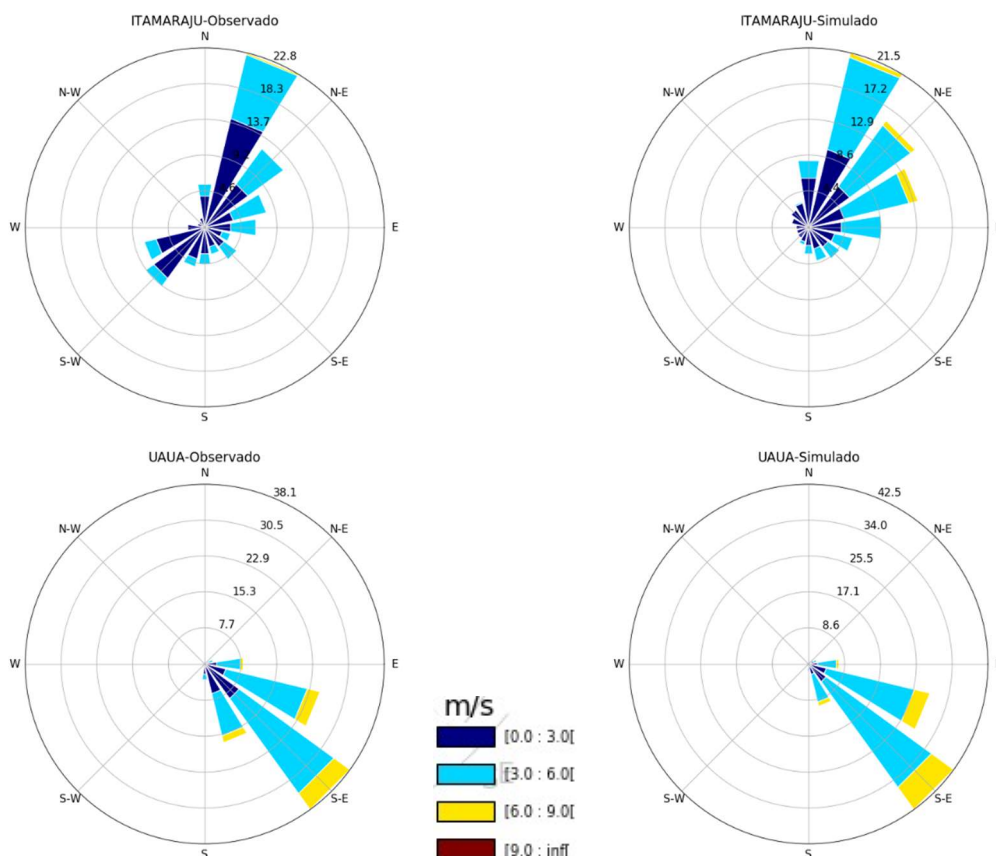 ITAMARAJU-Observado
N
22.8
18.3
13.7
N-E
E
S-E
S
S-W
W
N-W
ITAMARAJU-Simulado
N
21.5
17.2
12.9
8.6
N-E
S-E
S
S-W
W
N-W
UAUA-Observado
N
38.1
30.5
22.9
15.3
7.7
N-E
E
S-E
S
S-W
W
N-W
UAUA-Simulado
N
42.5
34.0
25.5
17.1
8.6
N-E
S-E
S
S-W
W
N-W
m/s
[0.0 : 3.0[
[3.0 : 6.0[
[6.0 : 9.0[
[9.0 : inf[